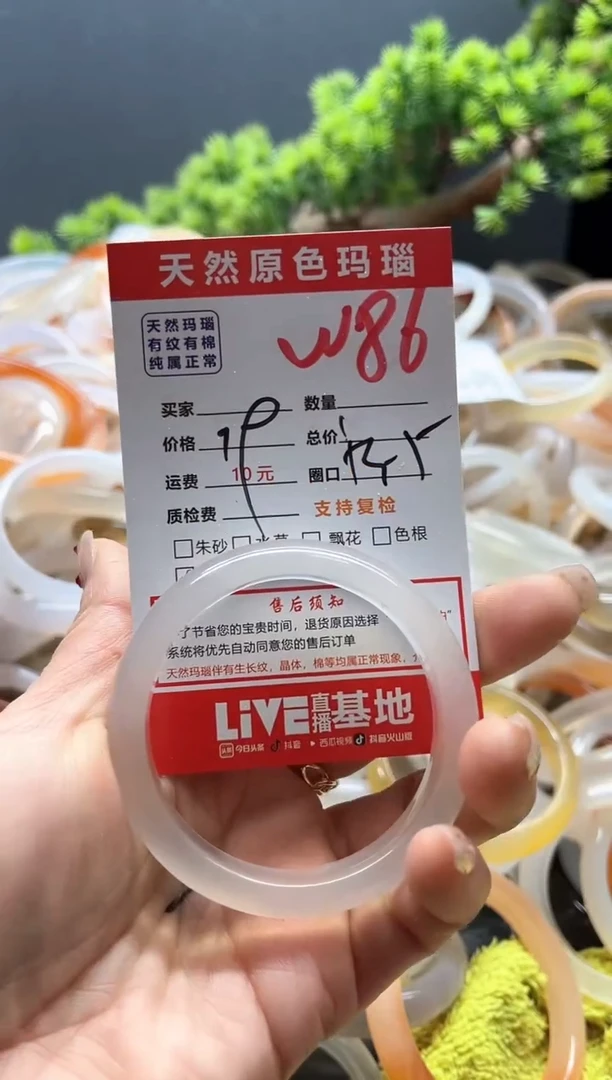 天然原色玛瑙
天然玛瑙
有纹有棉
纯属正常
W86
买家 数量
价格 总价
运费 10元 圈口
质检费 支持复检
朱砂 飘花 色根
售后须知
了节省您的宝贵时间，退货原因选择
系统将优先自动同意您的售后订单
天然玛瑙伴有生长纹，晶体，棉等均属正常现象，
LiVE直播基地
今日头条 抖音 西瓜视频 抖音火山版